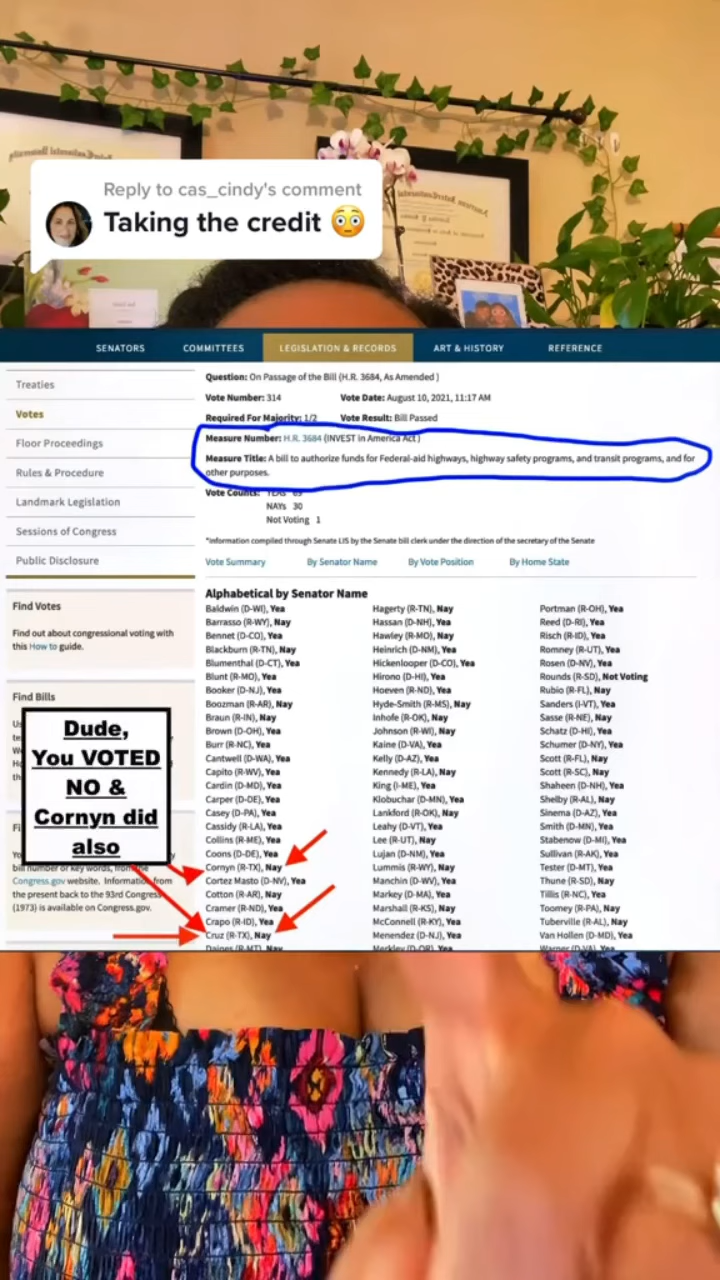 Reply to cas_cindy's comment
Taking the credit 😳
SENATORS COMMITTEES LEGISLATION & RECORDS ART & HISTORY REFERENCE
Treaties
Votes
Floor Proceedings
Rules & Procedure
Landmark Legislation
Sessions of Congress
Public Disclosure
Find Votes
Find out about congressional voting with
this How to guide.
Find Bills
Dude,
You VOTED
NO &
Cornyn did
also
bill number or key words, from the
Congress.gov website. Information from
the present back to the 93rd Congress
(1973) is available on Congress.gov.
Question: On Passage of the Bill (H.R. 3684, As Amended )
Vote Number: 314 Vote Date: August 10, 2021, 11:17 AM
Required For Majority: 1/2 Vote Result: Bill Passed
Measure Number: H.R. 3684 (INVEST in America Act )
Measure Title: A bill to authorize funds for Federal-aid highways, highway safety programs, and transit programs, and for
other purposes.
Vote Counts: YEAs 69
NAYs 30
Not Voting 1
*Information compiled through Senate LIS by the Senate bill clerk under the direction of the secretary of the Senate
Vote Summary By Senator Name By Vote Position By Home State
Alphabetical by Senator Name
Baldwin (D-WI), Yea
Barrasso (R-WY), Nay
Bennet (D-CO), Yea
Blackburn (R-TN), Nay
Blumenthal (D-CT), Yea
Blunt (R-MO), Yea
Booker (D-NJ), Yea
Boozman (R-AR), Nay
Braun (R-IN), Nay
Brown (D-OH), Yea
Burr (R-NC), Yea
Cantwell (D-WA), Yea
Capito (R-WV), Yea
Cardin (D-MD), Yea
Carper (D-DE), Yea
Casey (D-PA), Yea
Cassidy (R-LA), Yea
Collins (R-ME), Yea
Coons (D-DE), Yea
Cornyn (R-TX), Nay
Cortez Masto (D-NV), Yea
Cotton (R-AR), Nay
Cramer (R-ND), Yea
Crapo (R-ID), Yea
Cruz (R-TX), Nay
Daines (R-MT), Nay
Hagerty (R-TN), Nay
Hassan (D-NH), Yea
Hawley (R-MO), Nay
Heinrich (D-NM), Yea
Hickenlooper (D-CO), Yea
Hirono (D-HI), Yea
Hoeven (R-ND), Yea
Hyde-Smith (R-MS), Nay
Inhofe (R-OK), Nay
Johnson (R-WI), Nay
Kaine (D-VA), Yea
Kelly (D-AZ), Yea
Kennedy (R-LA), Nay
King (I-ME), Yea
Klobuchar (D-MN), Yea
Lankford (R-OK), Nay
Leahy (D-VT), Yea
Lee (R-UT), Nay
Lujan (D-NM), Yea
Lummis (R-WY), Nay
Manchin (D-WV), Yea
Markey (D-MA), Yea
Marshall (R-KS), Nay
McConnell (R-KY), Yea
Menendez (D-NJ), Yea
Merkley (D-OR), Yea
Portman (R-OH), Yea
Reed (D-RI), Yea
Risch (R-ID), Yea
Romney (R-UT), Yea
Rosen (D-NV), Yea
Rounds (R-SD), Not Voting
Rubio (R-FL), Nay
Sanders (I-VT), Yea
Sasse (R-NE), Nay
Schatz (D-HI), Yea
Schumer (D-NY), Yea
Scott (R-FL), Nay
Scott (R-SC), Nay
Shaheen (D-NH), Yea
Shelby (R-AL), Nay
Sinema (D-AZ), Yea
Smith (D-MN), Yea
Stabenow (D-MI), Yea
Sullivan (R-AK), Yea
Tester (D-MT), Yea
Thune (R-SD), Nay
Tillis (R-NC), Yea
Toomey (R-PA), Nay
Tuberville (R-AL), Nay
Van Hollen (D-MD), Yea
Warner (D-VA), Yea